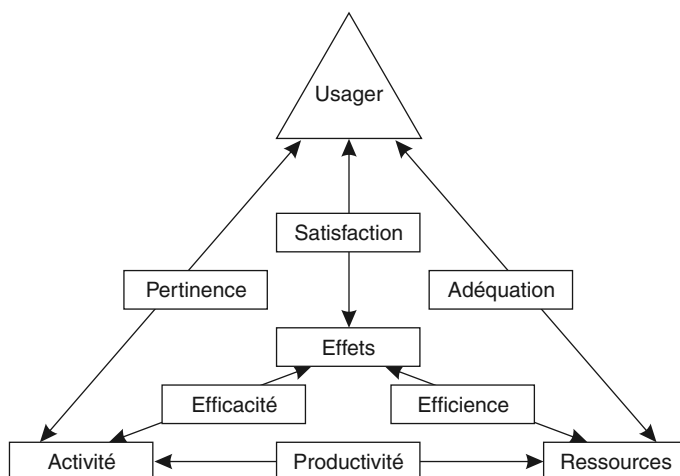 Usager
Satisfaction
Pertinence
Adéquation
Effets
Efficacité
Efficience
Activité
Productivité
Ressources